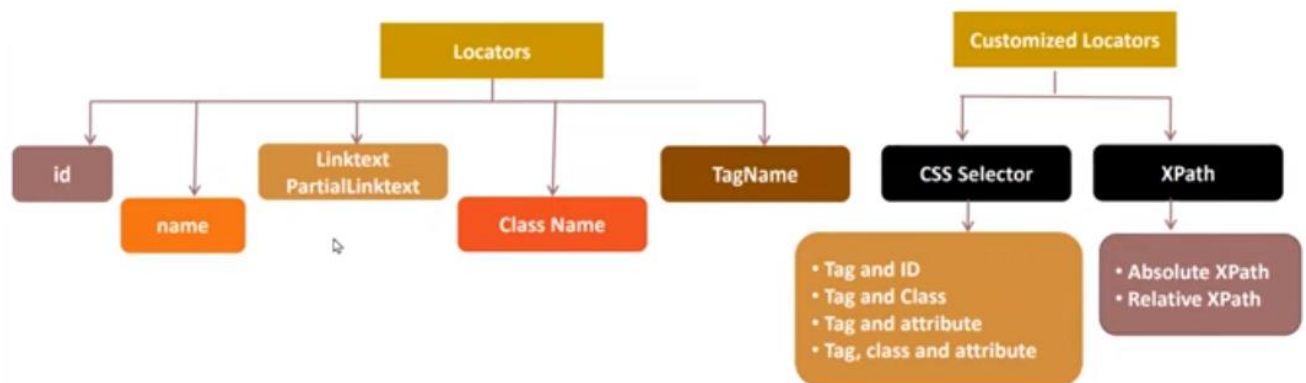 Locators
id
name
Linktext
PartialLinktext
Class Name
TagName
Customized Locators
CSS Selector
• Tag and ID
• Tag and Class
• Tag and attribute
• Tag, class and attribute
XPath
• Absolute XPath
• Relative XPath